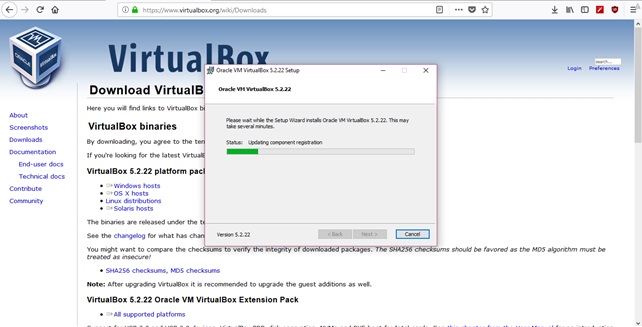 https://www.virtualbox.org/wiki/Downloads
VirtualBox
search...
Login Preferences
About
Screenshots
Downloads
Documentation
End-user docs
Technical docs
Contribute
Community
Download VirtualBox
Here you will find links to VirtualBox
VirtualBox binaries
By downloading, you agree to the
If you're looking for the latest
VirtualBox 5.2.22 platform
Windows hosts
OS X hosts
Linux distributions
Solaris hosts
The binaries are released under the
See the changelog for what has
You might want to compare the checksums to verify the integrity of downloaded packages. The SHA256 checksums should be favored as the MD5 algorithm must be
treated as insecure!
SHA256 checksums, MD5 checksums
Note: After upgrading VirtualBox it is recommended to upgrade the guest additions as well.
VirtualBox 5.2.22 Oracle VM VirtualBox Extension Pack
All supported platforms
Oracle VM VirtualBox 5.2.22 Setup
Oracle VM VirtualBox 5.2.22
Please wait while the Setup Wizard installs Oracle VM VirtualBox 5.2.22. This may
take several minutes.
Status: Updating component registration
Version 5.2.22 < Back Next > Cancel